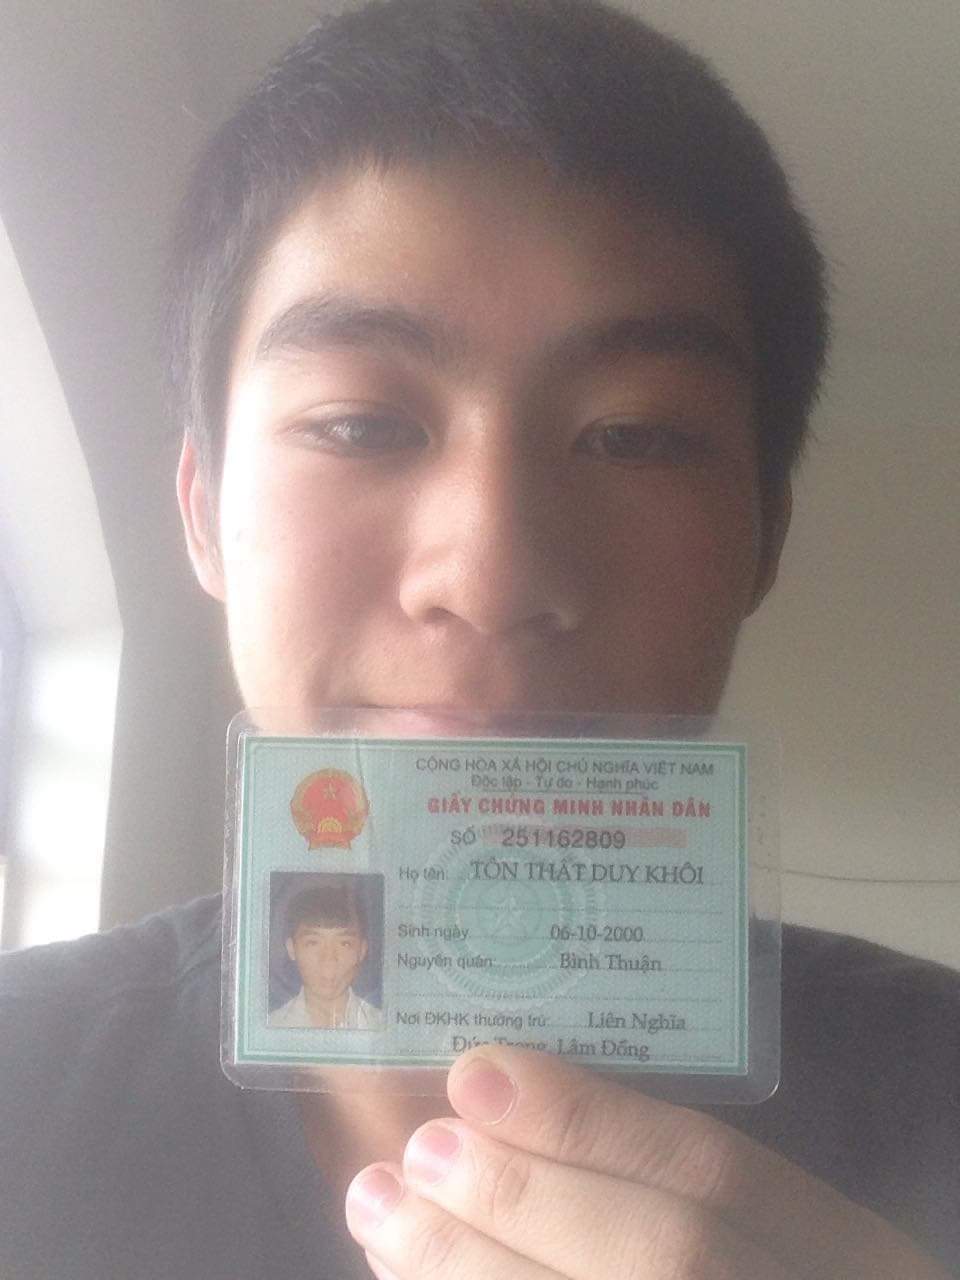 CỘNG HÒA XÃ HỘI CHỦ NGHĨA VIỆT NAM
Độc lập - Tự do - Hạnh phúc
GIẤY CHỨNG MINH NHÂN DÂN
SỐ 251162809
Họ tên: TÔN THẤT DUY KHÔI
Sinh ngày 06-10-2000
Nguyên quán: Bình Thuận
Nơi ĐKHK thường trú: Liên Nghĩa
Đức Trọng, Lâm Đồng